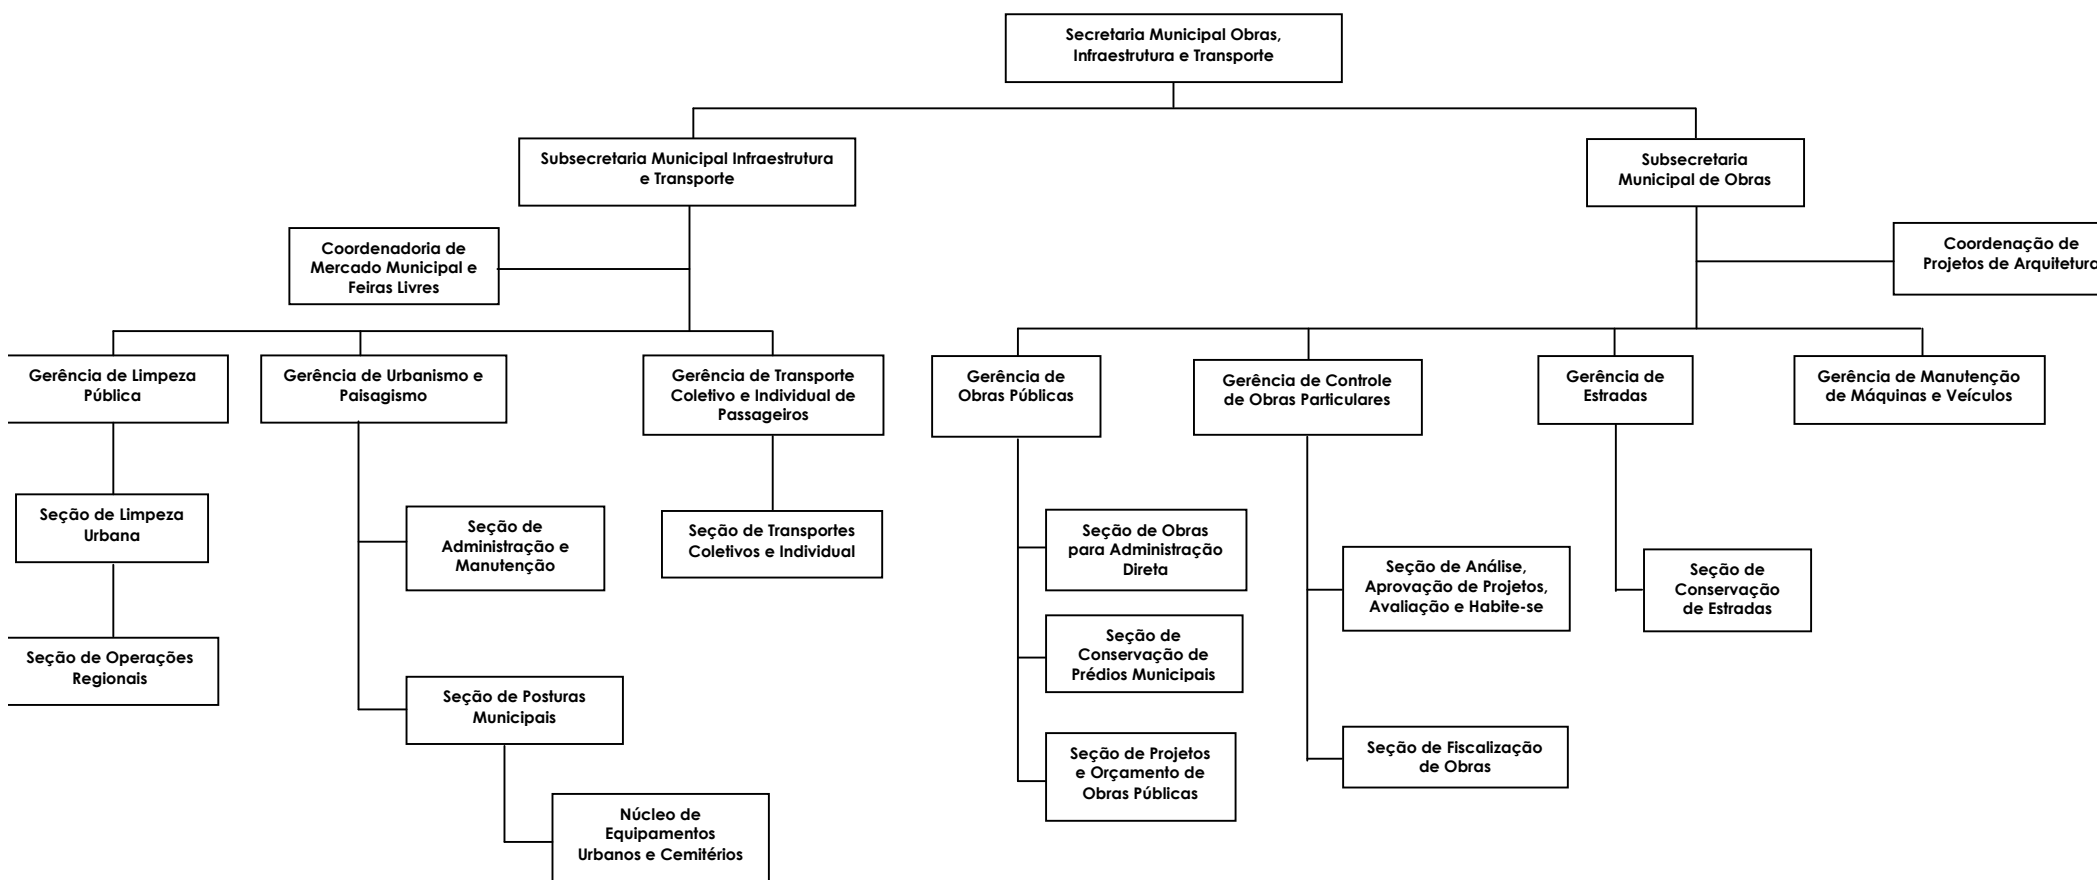 Secretaria Municipal Obras,
Infraestrutura e Transporte
Subsecretaria Municipal Infraestrutura
e Transporte
Subsecretaria
Municipal de Obras
Coordenadoria de
Mercado Municipal e
Feiras Livres
Coordenação de
Projetos de Arquitetura
Gerência de Limpeza
Pública
Gerência de Urbanismo e
Paisagismo
Gerência de Transporte
Coletivo e Individual de
Passageiros
Gerência de
Obras Públicas
Gerência de Controle
de Obras Particulares
Gerência de
Estradas
Gerência de Manutenção
de Máquinas e Veículos
Seção de Limpeza
Urbana
Seção de
Administração e
Manutenção
Seção de Transportes
Coletivos e Individual
Seção de Obras
para Administração
Direta
Seção de Análise,
Aprovação de Projetos,
Avaliação e Habite-se
Seção de
Conservação
de Estradas
Seção de Operações
Regionais
Seção de Posturas
Municipais
Seção de
Conservação de
Prédios Municipais
Seção de Projetos
e Orçamento de
Obras Públicas
Seção de Fiscalização
de Obras
Núcleo de
Equipamentos
Urbanos e Cemitérios